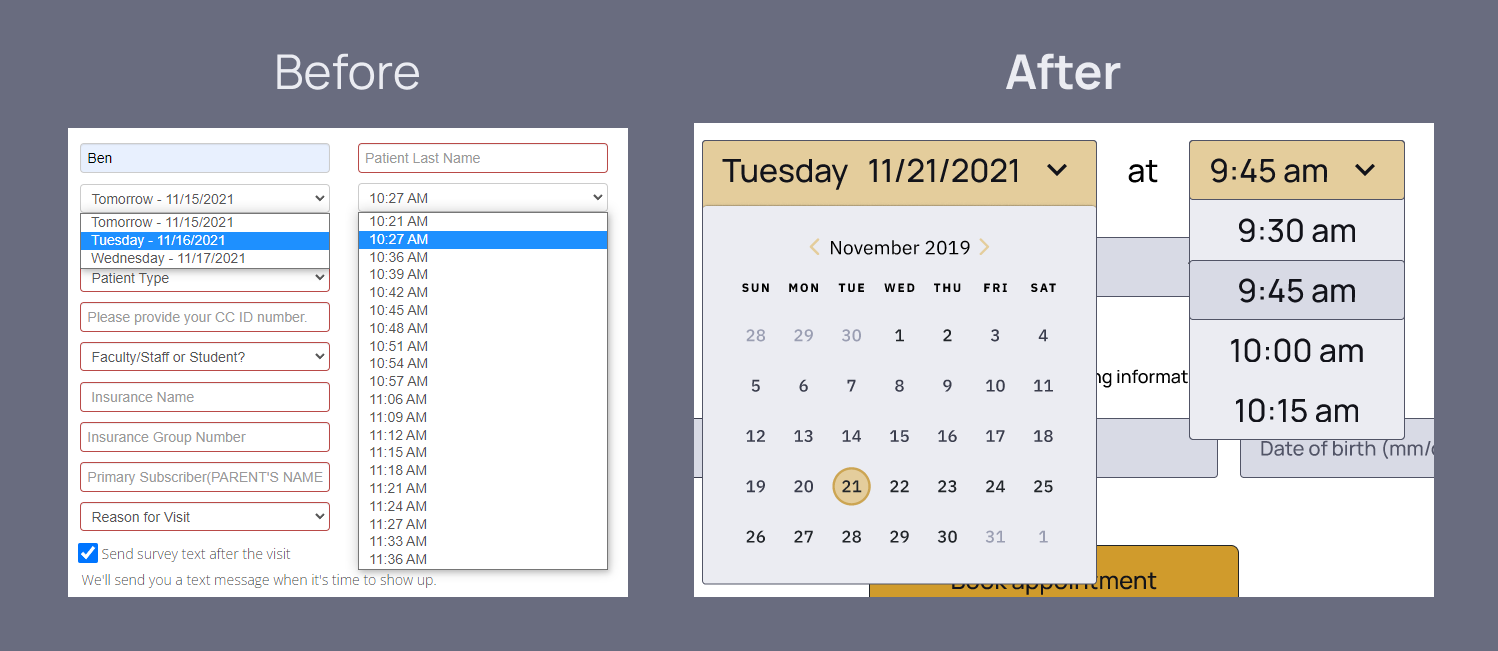 Before
Ben
Patient Last Name
Tomorrow - 11/15/2021
10:27 AM
Tomorrow - 11/15/2021
Tuesday - 11/16/2021
Wednesday - 11/17/2021
Patient Type
Please provide your CC ID number.
Faculty/Staff or Student?
Insurance Name
Insurance Group Number
Primary Subscriber(PARENT'S NAME
Reason for Visit
Send survey text after the visit
We'll send you a text message when it's time to show up.
10:21 AM
10:27 AM
10:36 AM
10:39 AM
10:42 AM
10:45 AM
10:48 AM
10:51 AM
10:54 AM
10:57 AM
11:06 AM
11:09 AM
11:12 AM
11:15 AM
11:18 AM
11:21 AM
11:24 AM
11:27 AM
11:33 AM
11:36 AM
After
Tuesday 11/21/2021 at 9:45 am
November 2019
SUN MON TUE WED THU FRI SAT
28 29 30 1 2 3 4
5 6 7 8 9 10 11
12 13 14 15 16 17 18
19 20 21 22 23 24 25
26 27 28 29 30 31 1
9:30 am
9:45 am
10:00 am
10:15 am
ng informat
Date of birth (mm/
Book appointment